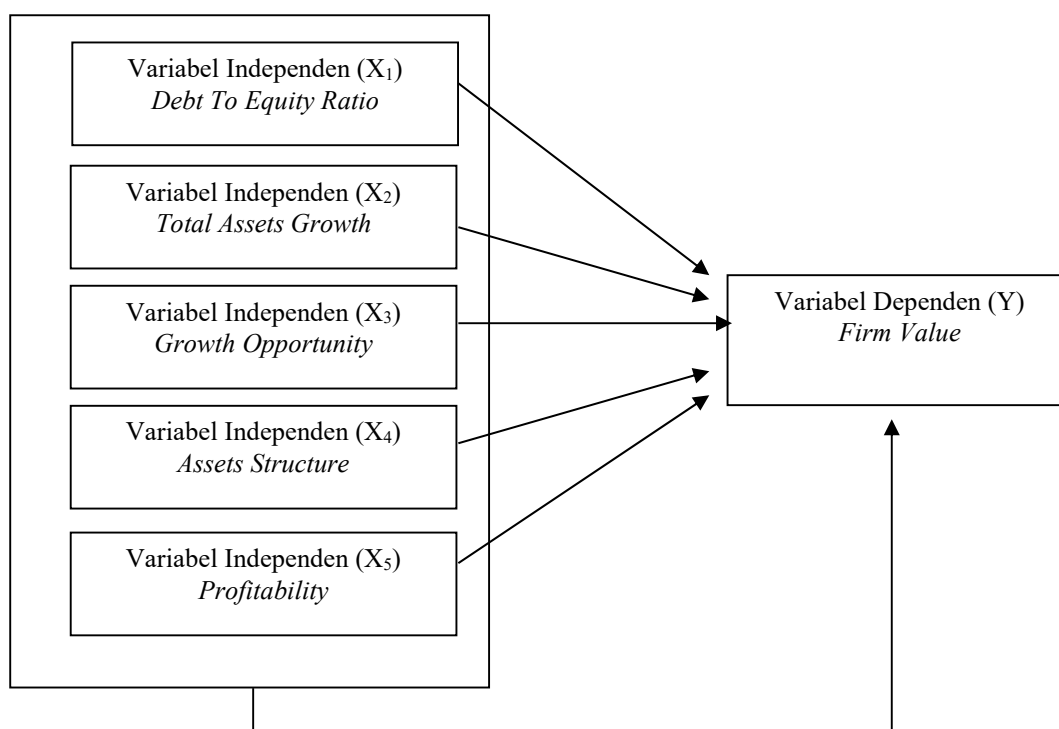 Variabel Independen (X₁)
Debt To Equity Ratio
Variabel Independen (X₂)
Total Assets Growth
Variabel Independen (X₃)
Growth Opportunity
Variabel Independen (X₄)
Assets Structure
Variabel Independen (X₅)
Profitability
Variabel Dependen (Y)
Firm Value